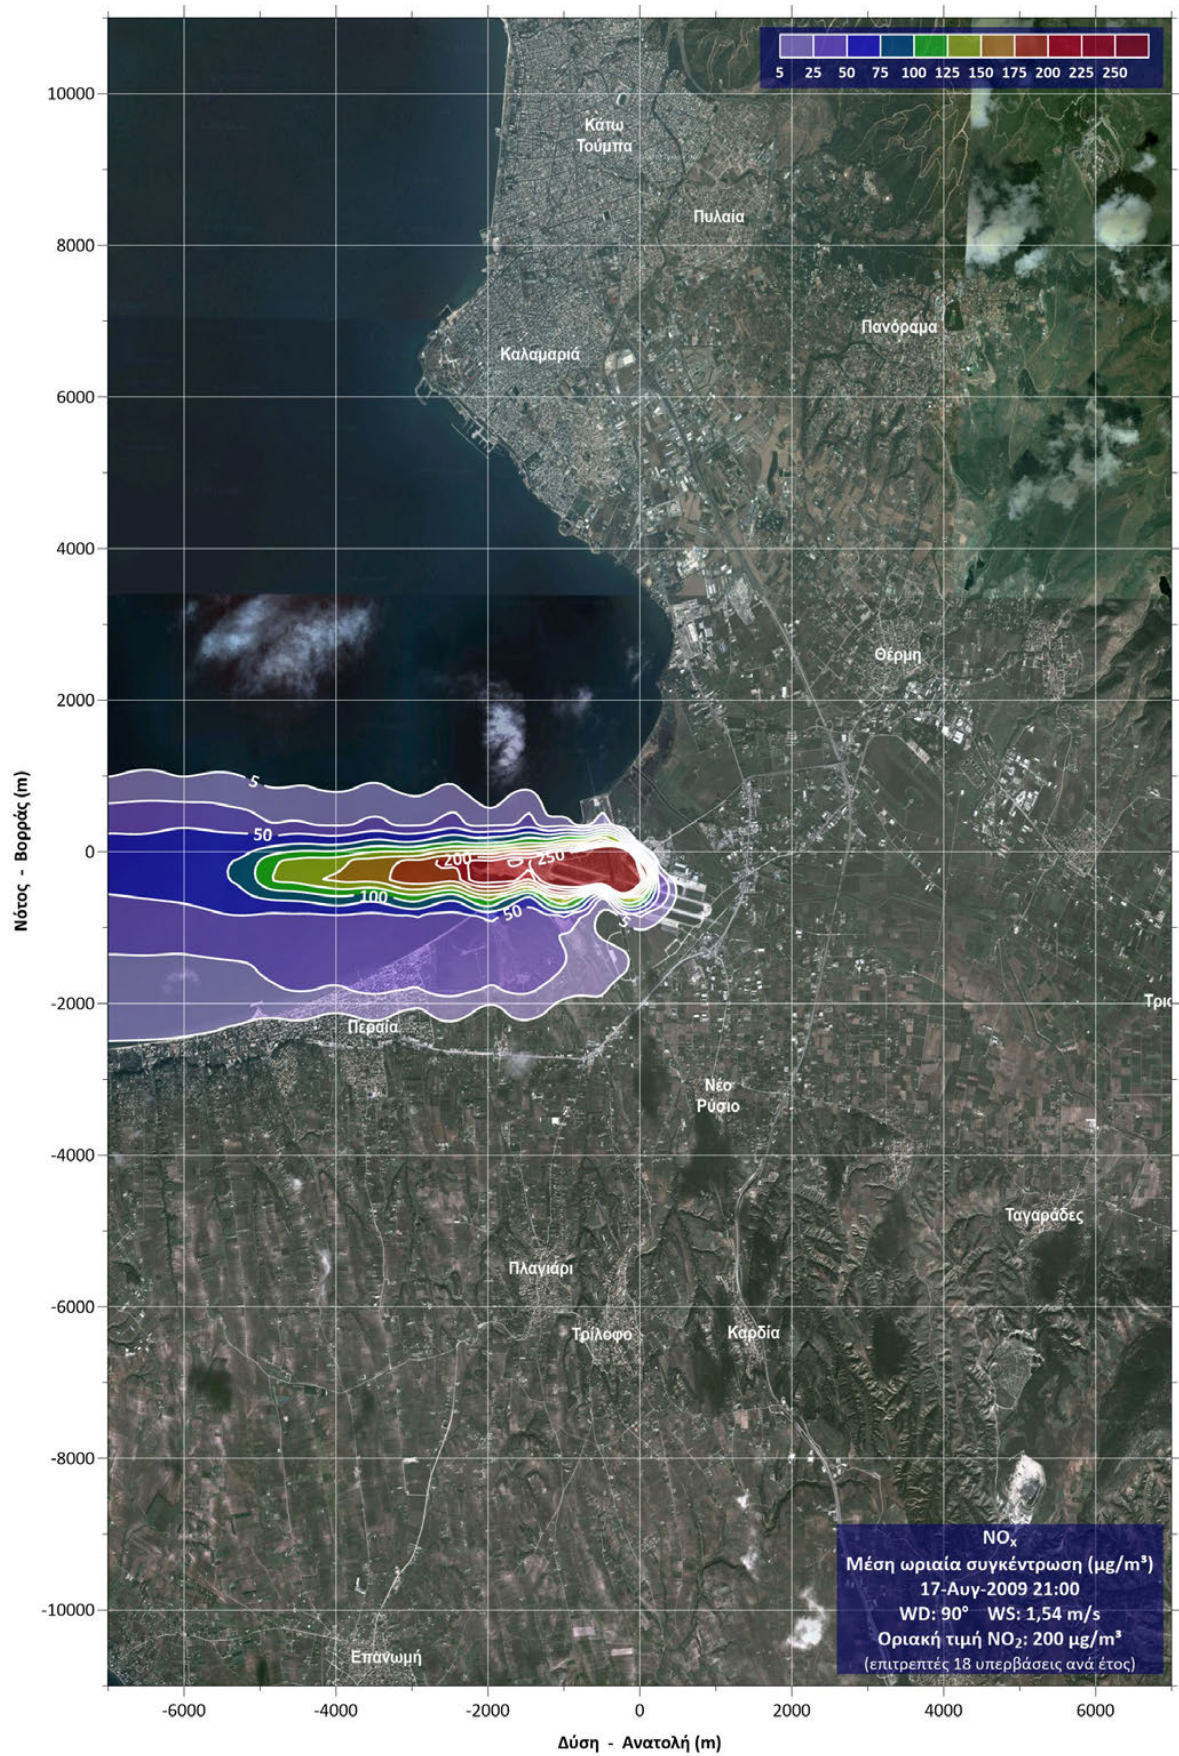 5 25 50 75 100 125 150 175 200 225 250
10000
8000
6000
4000
2000
0
-2000
-4000
-6000
-8000
-10000
Νότος - Βορράς (m)
Κάτω
Τούμπα
Πυλαία
Πανόραμα
Καλαμαριά
Θέρμη
5
50
200
250
100
50
5
Περαία
Τρι
Νέο
Ρύσιο
Ταγαράδες
Πλαγιάρι
Τρίλοφο
Καρδία
Επανωμή
NOx
Μέση ωριαία συγκέντρωση (μg/m³)
17-Αυγ-2009 21:00
WD: 90° WS: 1,54 m/s
Οριακή τιμή NO₂: 200 μg/m³
(επιτρεπτές 18 υπερβάσεις ανά έτος)
-6000 -4000 -2000 0 2000 4000 6000
Δύση - Ανατολή (m)